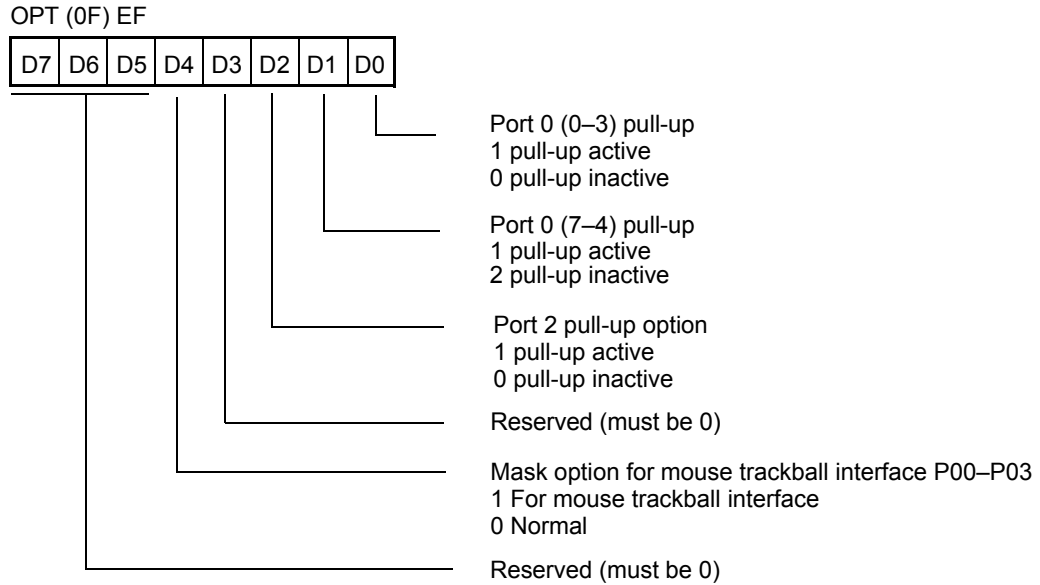 OPT (0F) EF
D7 D6 D5 D4 D3 D2 D1 D0
Port 0 (0–3) pull-up
1 pull-up active
0 pull-up inactive
Port 0 (7–4) pull-up
1 pull-up active
2 pull-up inactive
Port 2 pull-up option
1 pull-up active
0 pull-up inactive
Reserved (must be 0)
Mask option for mouse trackball interface P00–P03
1 For mouse trackball interface
0 Normal
Reserved (must be 0)